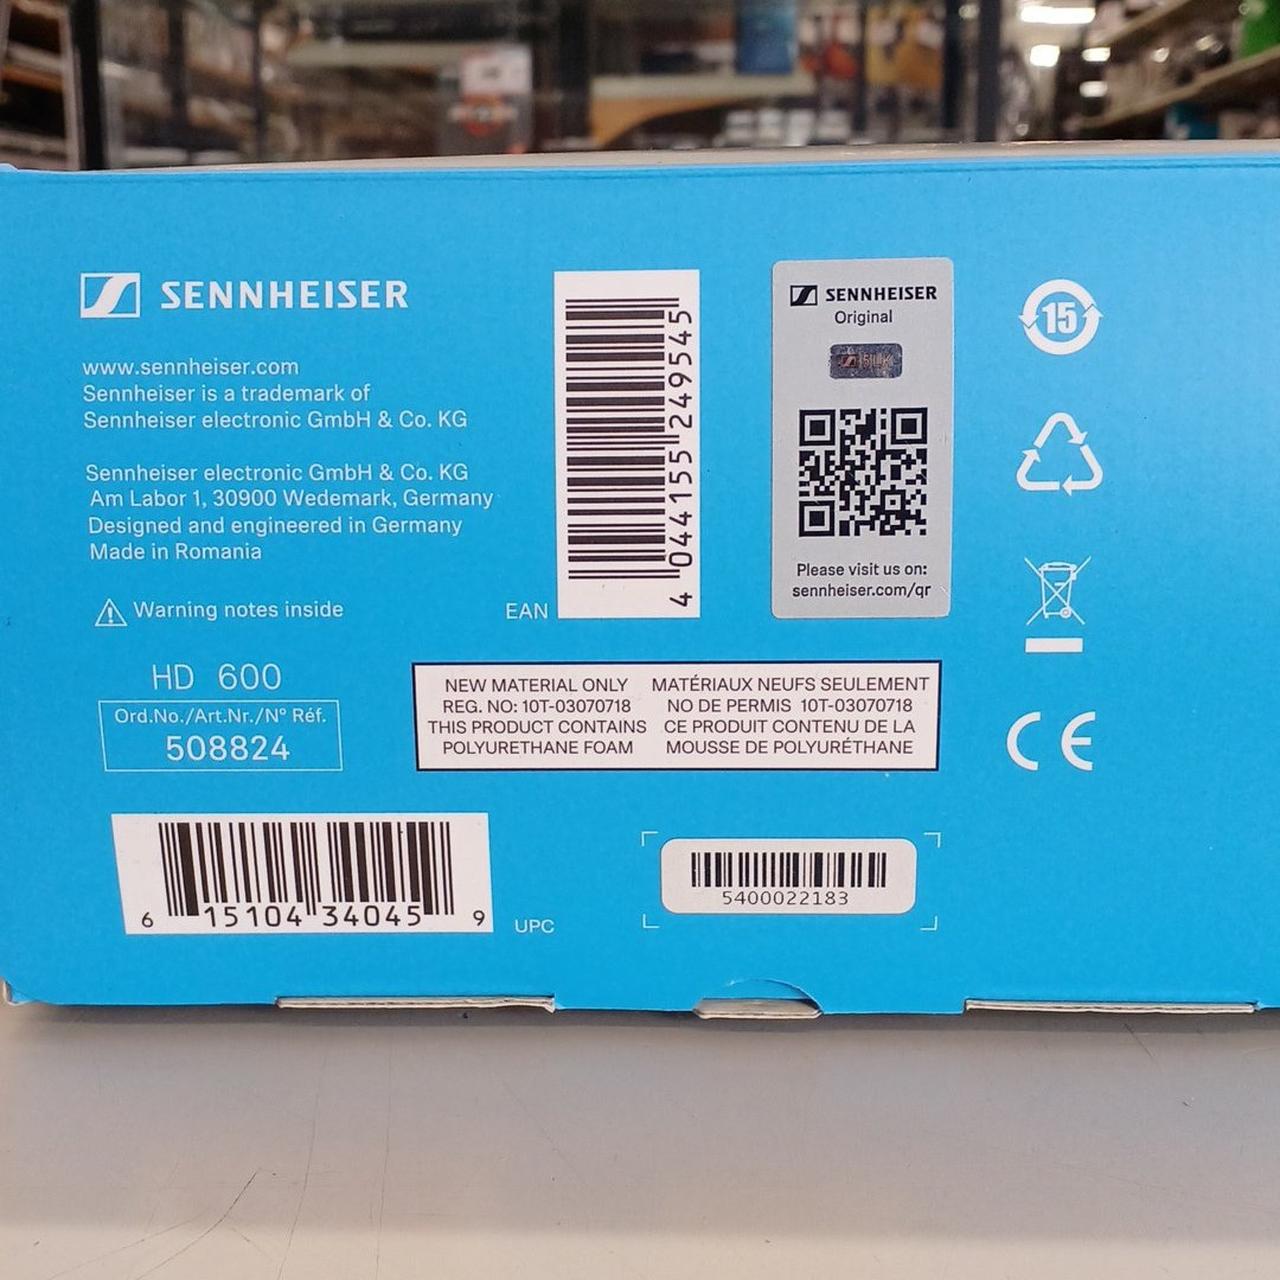 SENNHEISER
www.sennheiser.com
Sennheiser is a trademark of
Sennheiser electronic GmbH & Co. KG
Sennheiser electronic GmbH & Co. KG
Am Labor 1, 30900 Wedemark, Germany
Designed and engineered in Germany
Made in Romania
Warning notes inside
EAN
4 044155 249545
SENNHEISER
Original
Please visit us on:
sennheiser.com/qr
15
HD 600
Ord.No./Art.Nr./N° Réf.
508824
NEW MATERIAL ONLY
REG. NO: 10T-03070718
THIS PRODUCT CONTAINS
POLYURETHANE FOAM
MATÉRIAUX NEUFS SEULEMENT
NO DE PERMIS 10T-03070718
CE PRODUIT CONTENU DE LA
MOUSSE DE POLYURÉTHANE
CE
6 15104 34045 9
UPC
5400022183